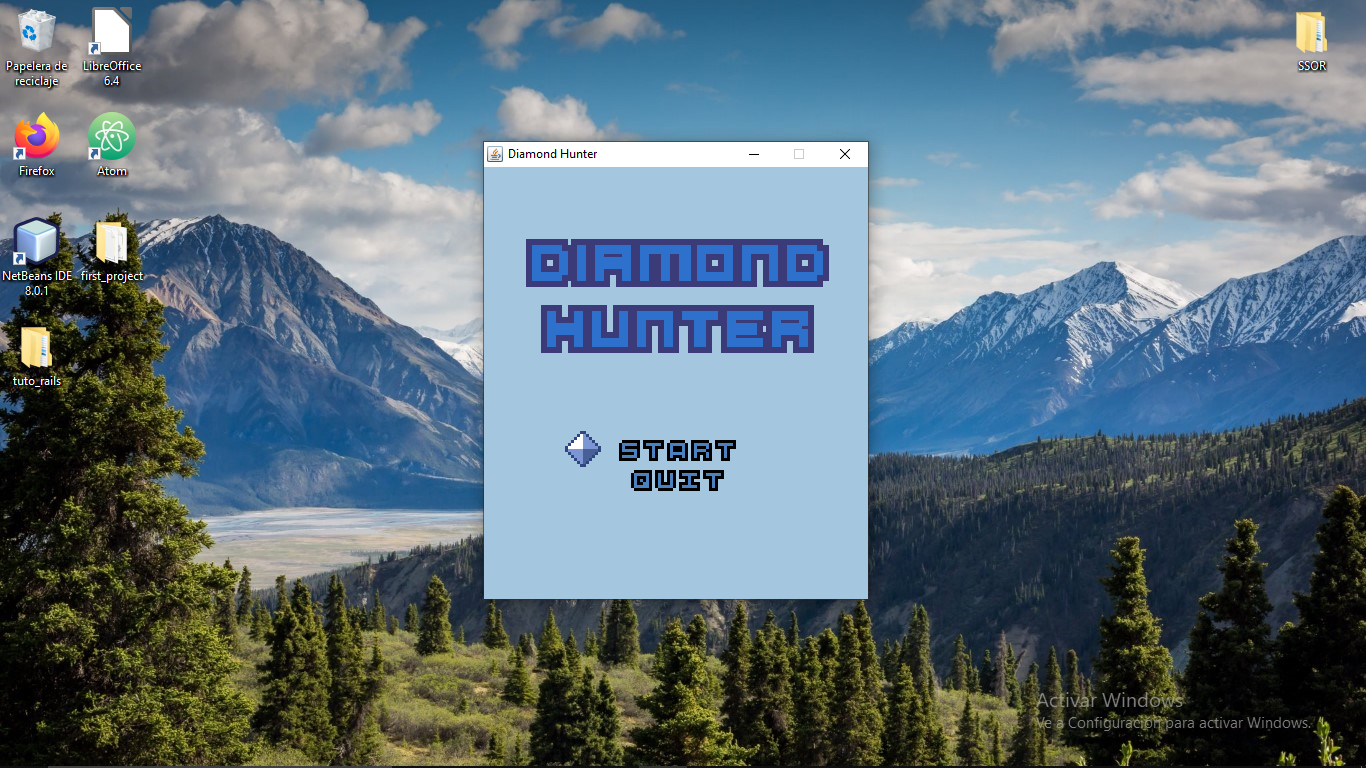 Papelera de
reciclaje
LibreOffice
6.4
SSOR
Firefox
Atom
NetBeans IDE
8.0.1
first_project
tuto_rails
Diamond Hunter
DIAMOND
HUNTER
START
QUIT
Activar Windows
Ve a Configuración para activar Windows.